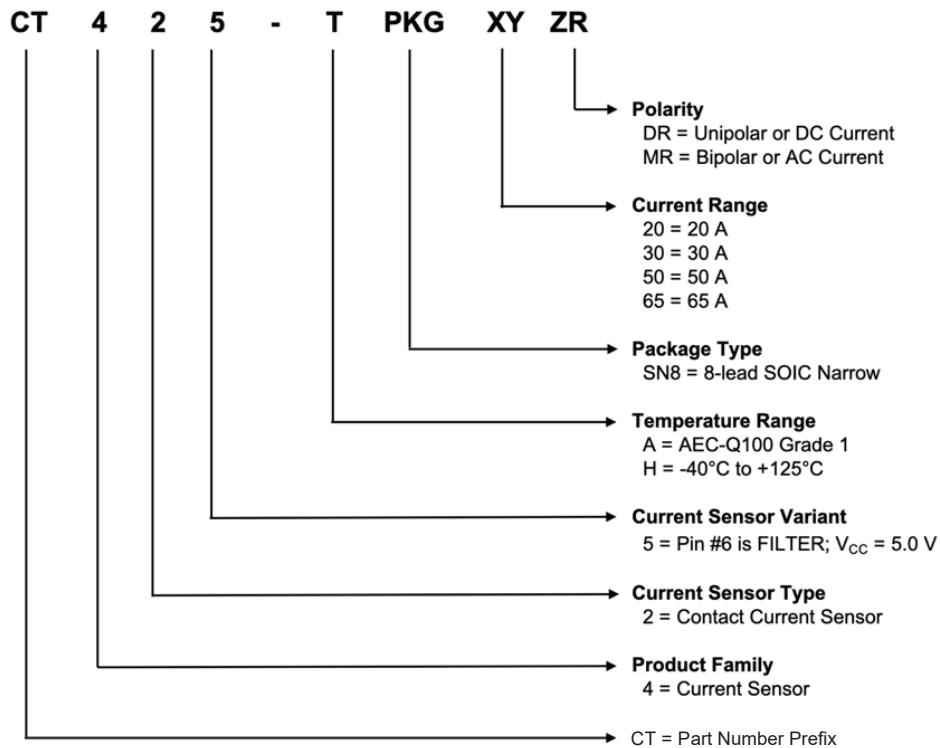 CT 4 2 5 - T PKG XY ZR
Polarity
DR = Unipolar or DC Current
MR = Bipolar or AC Current
Current Range
20 = 20 A
30 = 30 A
50 = 50 A
65 = 65 A
Package Type
SN8 = 8-lead SOIC Narrow
Temperature Range
A = AEC-Q100 Grade 1
H = -40°C to +125°C
Current Sensor Variant
5 = Pin #6 is FILTER; VCC = 5.0 V
Current Sensor Type
2 = Contact Current Sensor
Product Family
4 = Current Sensor
CT = Part Number Prefix